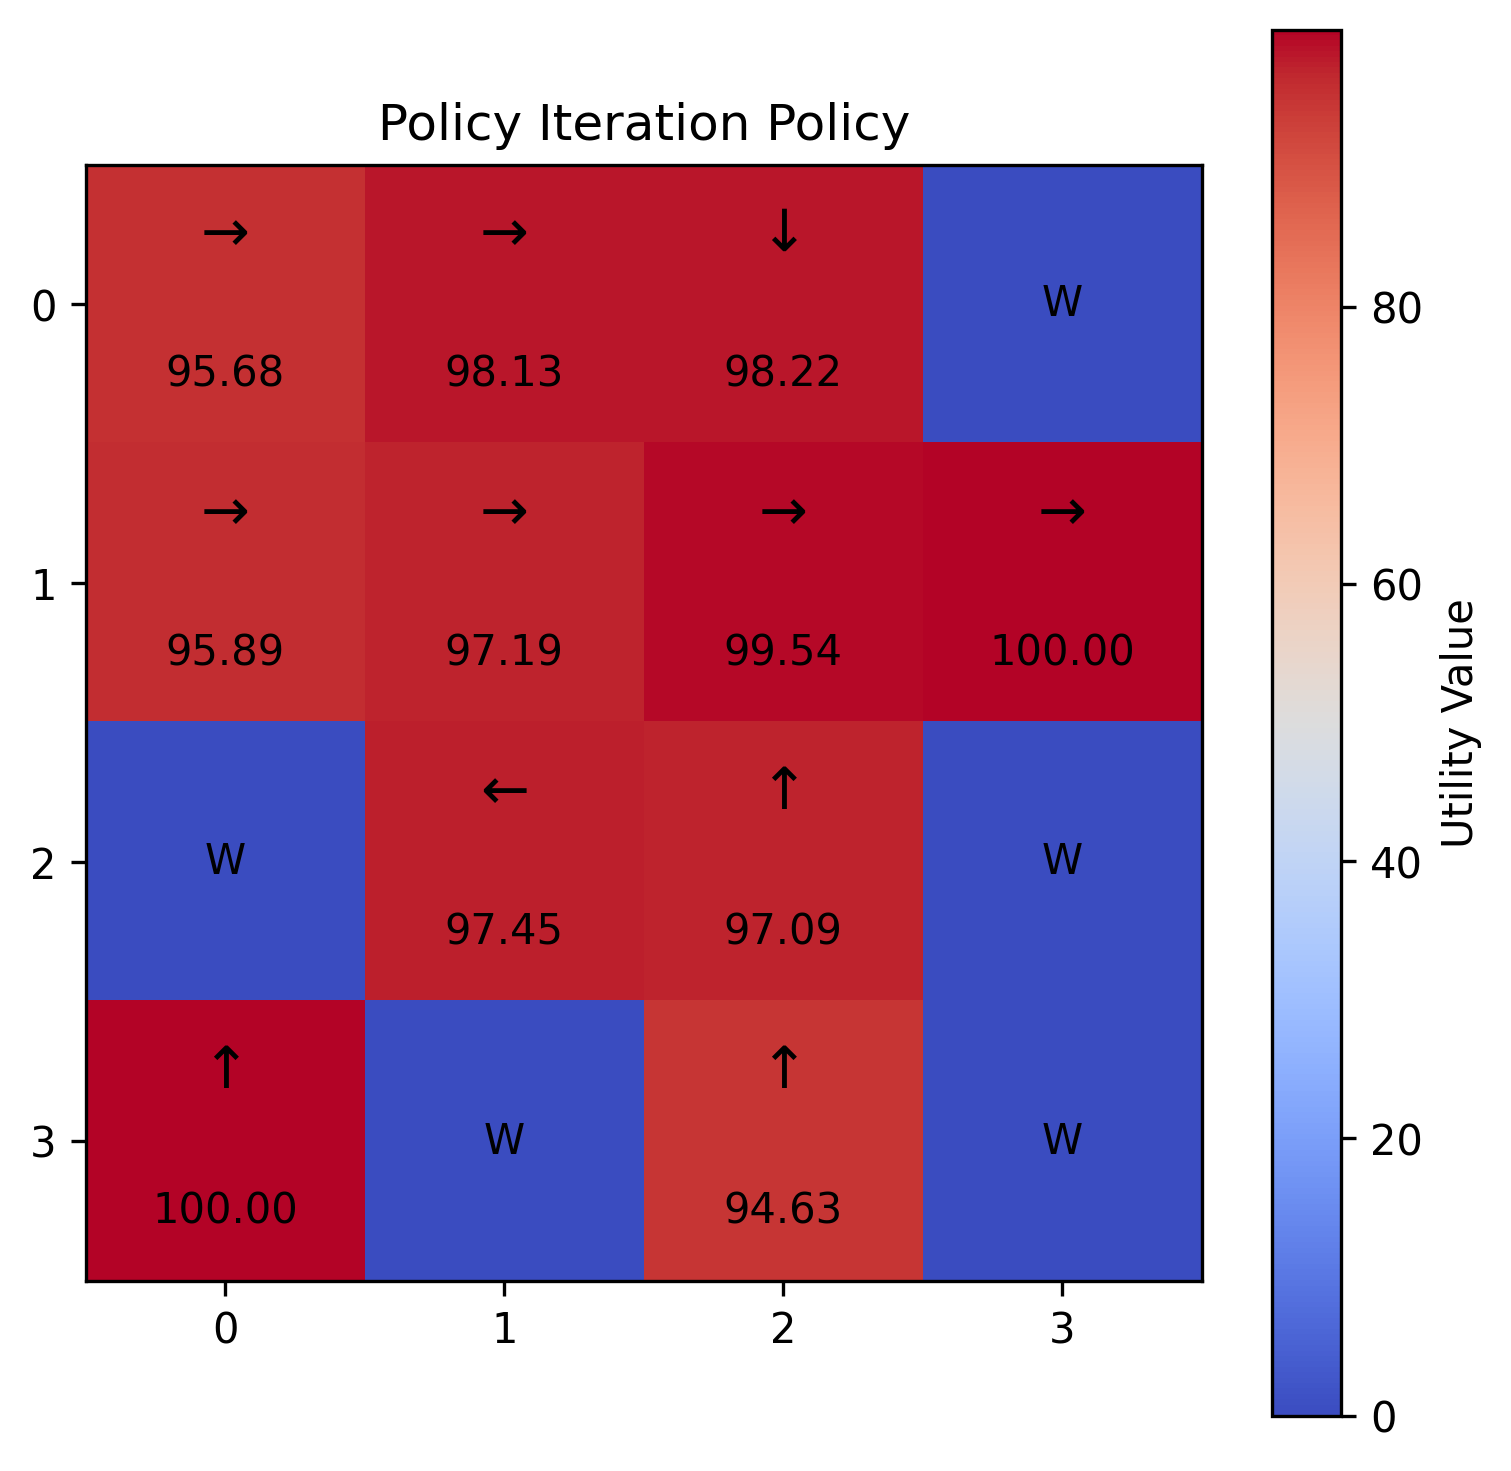 Policy Iteration Policy
→ → ↓
0 W
95.68 98.13 98.22
80
→ → → →
1 60
95.89 97.19 99.54 100.00
Utility Value
← ↑
2 W W 40
97.45 97.09
↑ ↑
3 W W 20
100.00 94.63
0 1 2 3
0